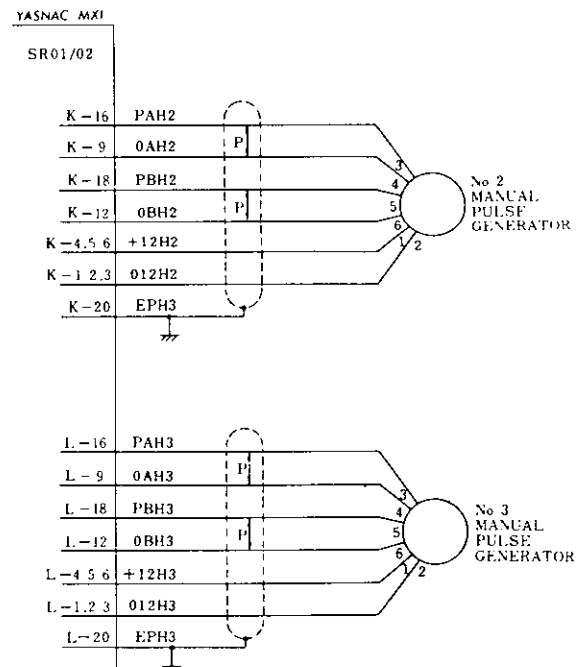 YASNAC MXI
SR01/02
K-16 PAH2
K-9 0AH2
K-18 PBH2
K-12 0BH2
K-4.5 6 +12H2
K-1 2.3 012H2
K-20 EPH3
P
P
3
4
5
6
1 2
No 2
MANUAL
PULSE
GENERATOR
L-16 PAH3
L-9 0AH3
L-18 PBH3
L-12 0BH3
L-4 5 6 +12H3
L-1.2 3 012H3
L-20 EPH3
P
P
3
4
5
6
1 2
No 3
MANUAL
PULSE
GENERATOR